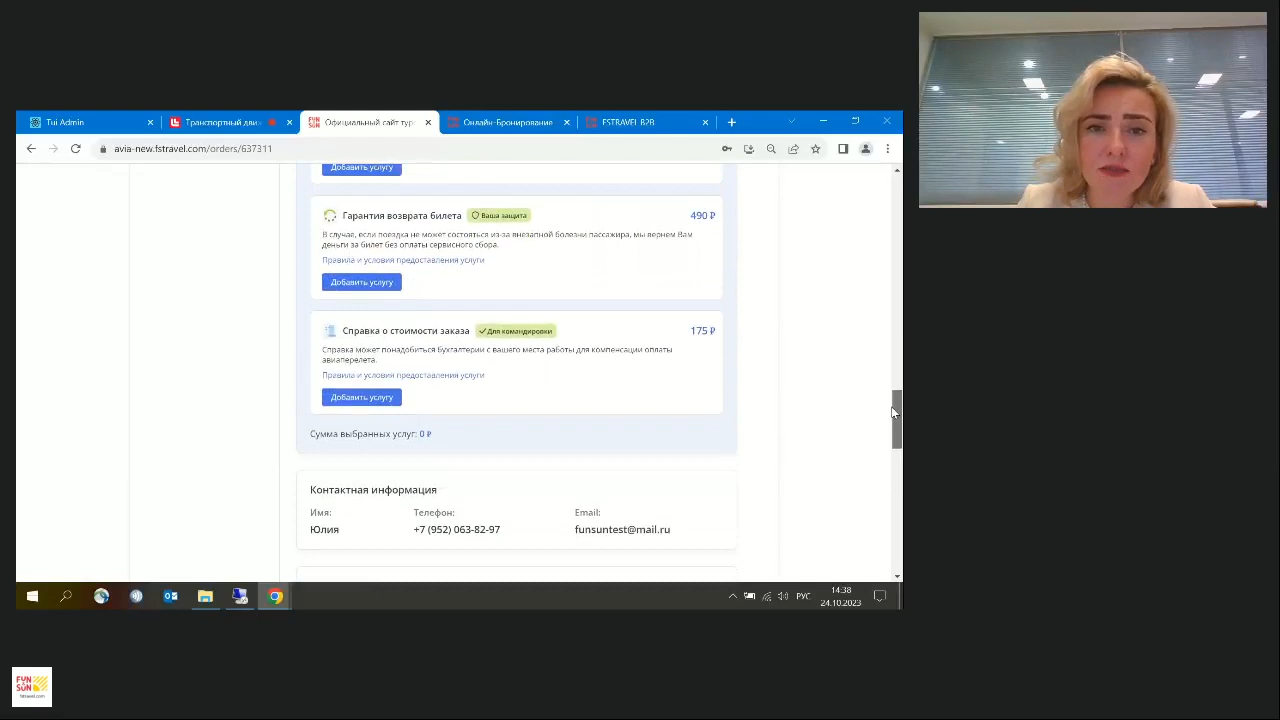 Tui Admin
Транспортный дви
Официальный сайт тур
Онлайн-Бронирование
FSTRAVEL B2B
avia-new.fstravel.com/orders/637311
Добавить услугу
Гарантия возврата билета
Ваша защита
490 ₽
В случае, если поездка не может состояться из-за внезапной болезни пассажира, мы вернем Вам
деньги за билет без оплаты сервисного сбора.
Правила и условия предоставления услуги
Добавить услугу
Справка о стоимости заказа
Для командировки
175 ₽
Справка может понадобиться бухгалтерии с вашего места работы для компенсации оплаты
авиаперелета.
Правила и условия предоставления услуги
Добавить услугу
Сумма выбранных услуг: 0 ₽
Контактная информация
Имя: Телефон: Email:
Юлия +7 (952) 063-82-97 funsuntest@mail.ru
РУС
14:38
24.10.2023
FUN
SUN
fstravel.com